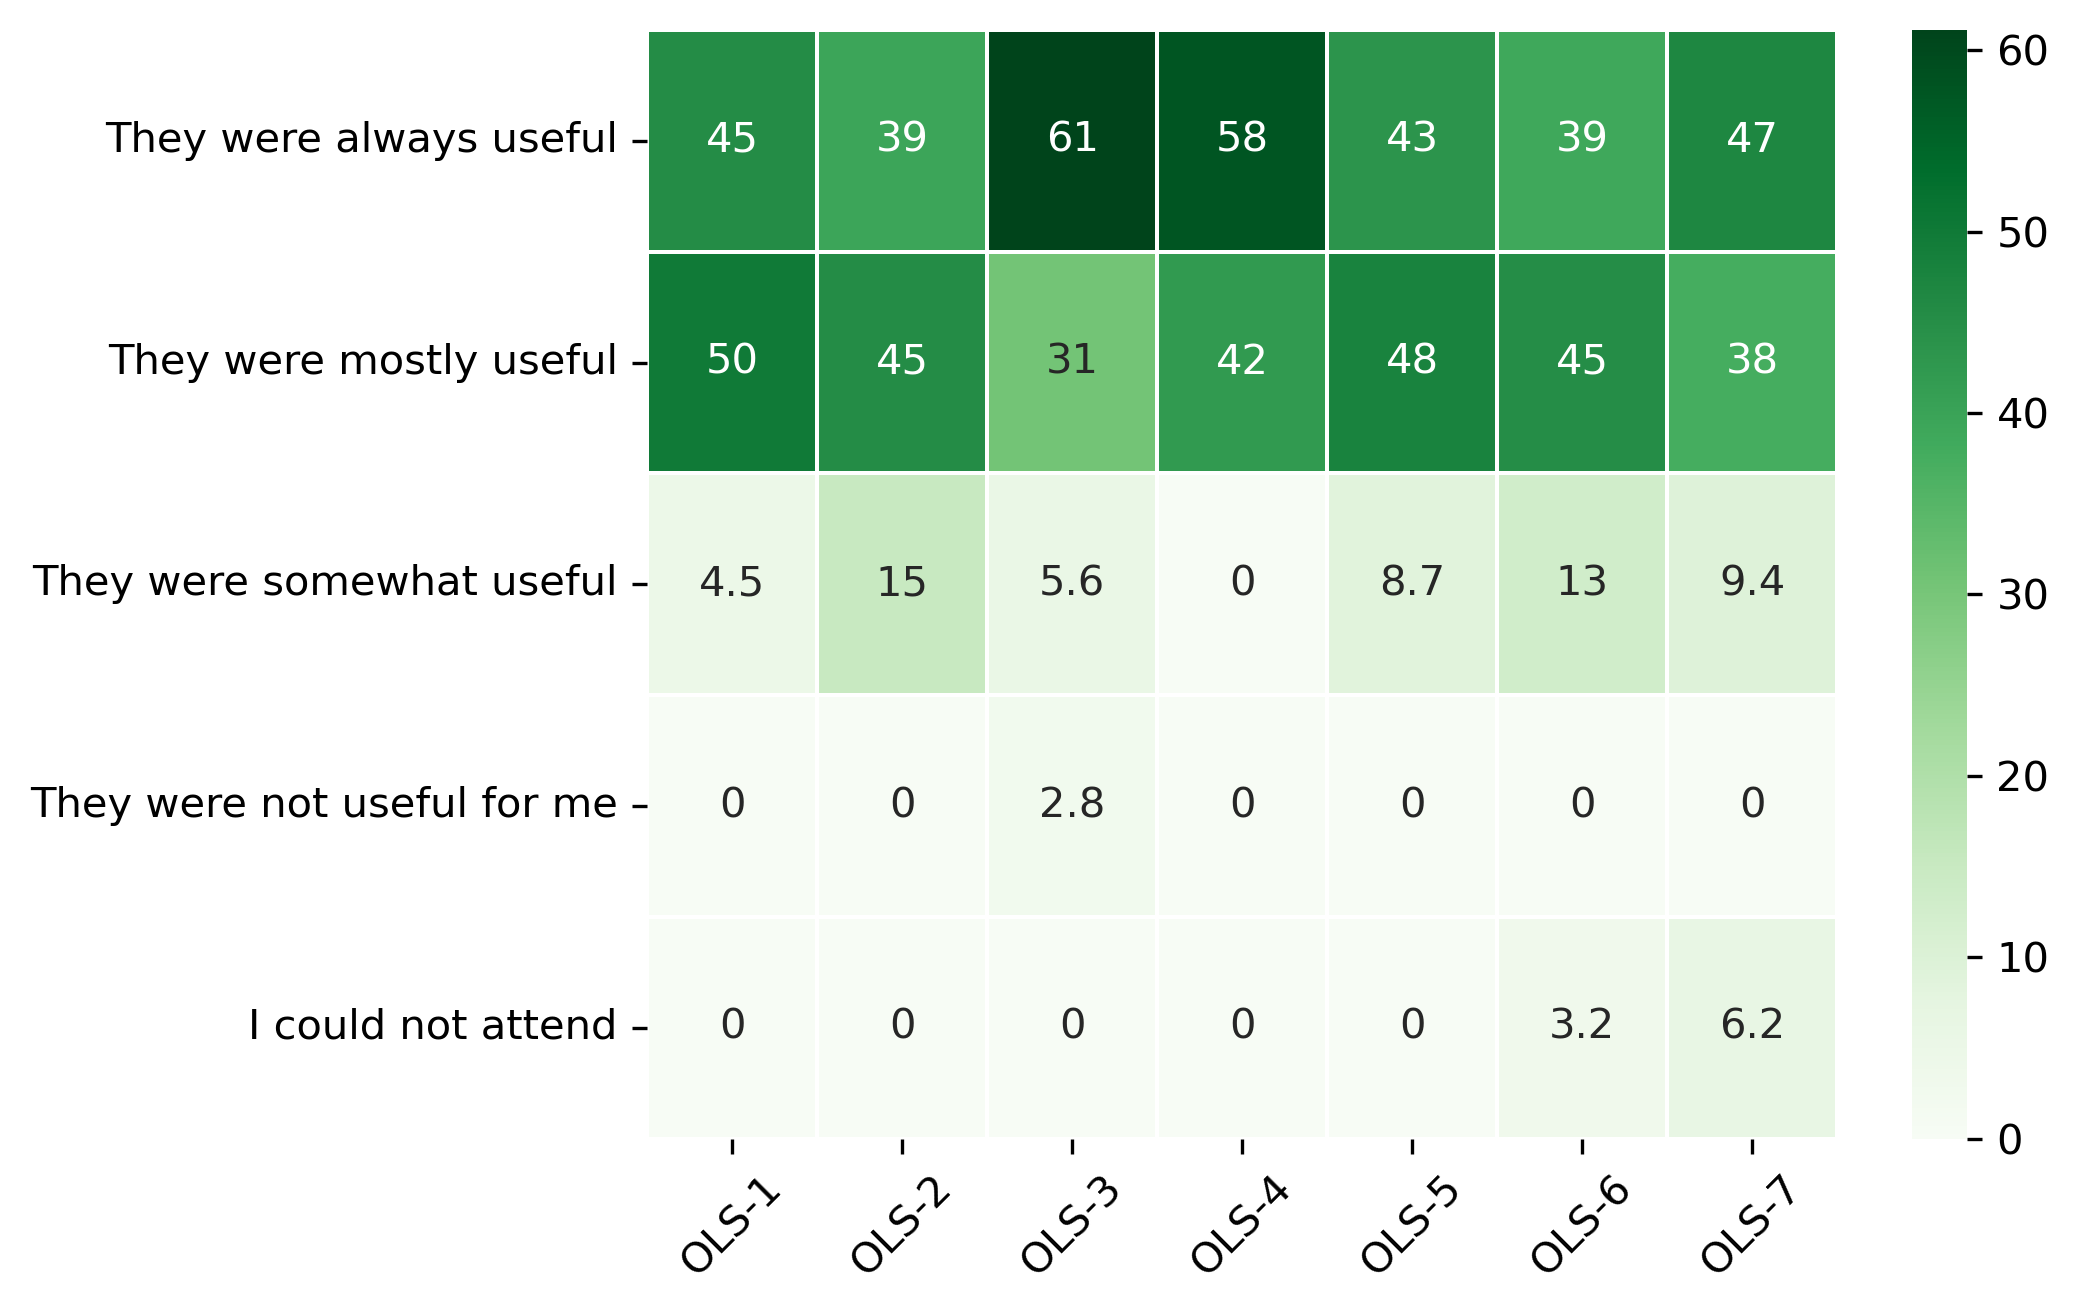 They were always useful 45 39 61 58 43 39 47
They were mostly useful 50 45 31 42 48 45 38
They were somewhat useful 4.5 15 5.6 0 8.7 13 9.4
They were not useful for me 0 0 2.8 0 0 0 0
I could not attend 0 0 0 0 0 3.2 6.2
OLS-1 OLS-2 OLS-3 OLS-4 OLS-5 OLS-6 OLS-7
60
50
40
30
20
10
0